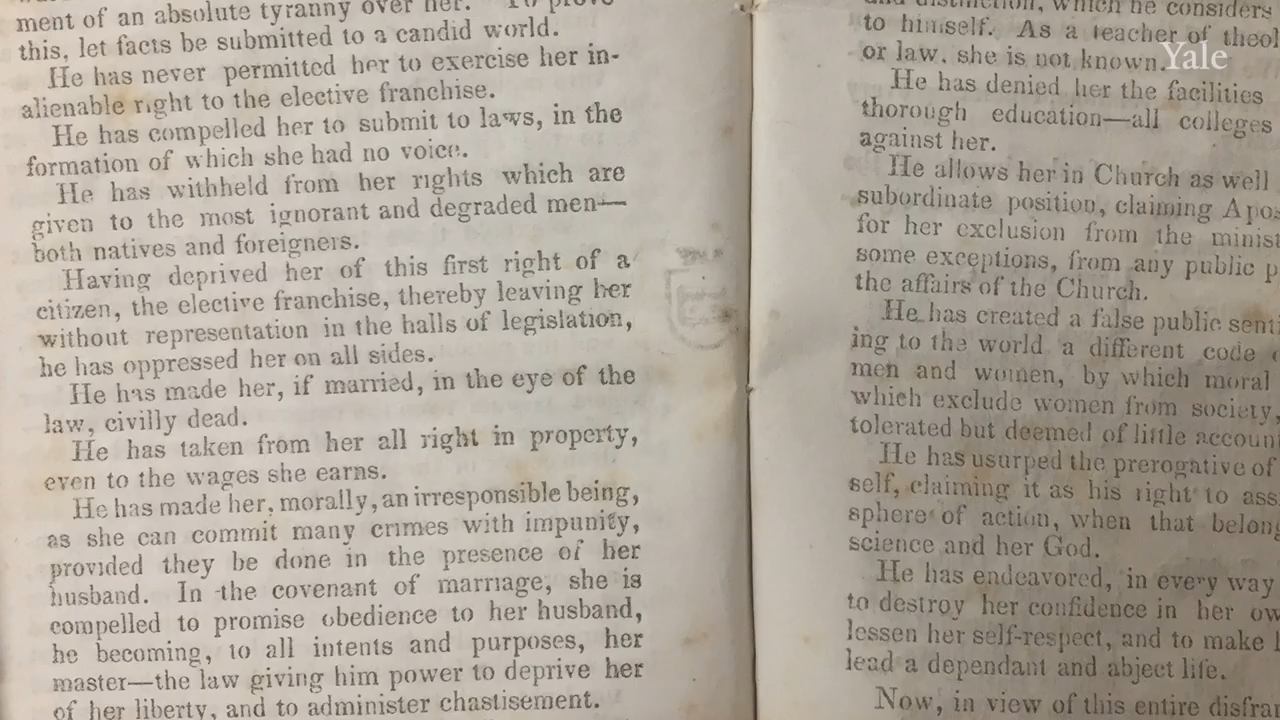 ment of an absolute tyranny over her. To prove
this, let facts be submitted to a candid world.
He has never permitted her to exercise her in-
alienable right to the elective franchise.
He has compelled her to submit to laws, in the
formation of which she had no voice.
He has withheld from her rights which are
given to the most ignorant and degraded men—
both natives and foreigners.
Having deprived her of this first right of a
citizen, the elective franchise, thereby leaving her
without representation in the halls of legislation,
he has oppressed her on all sides.
He has made her, if married, in the eye of the
law, civilly dead.
He has taken from her all right in property,
even to the wages she earns.
He has made her, morally, an irresponsible being,
as she can commit many crimes with impunity,
provided they be done in the presence of her
husband. In the covenant of marriage, she is
compelled to promise obedience to her husband,
he becoming, to all intents and purposes, her
master—the law giving him power to deprive her
of her liberty, and to administer chastisement.
and distinction, which he considers
to himself. As a teacher of theol
or law, she is not known.
Yale
He has denied her the facilities
thorough education—all colleges
against her.
He allows her in Church as well
subordinate position, claiming Apos
for her exclusion from the minist
some exceptions, from any public p
the affairs of the Church.
He has created a false public senti
ing to the world a different code
men and women, by which moral
which exclude women from society,
tolerated but deemed of little accoun
He has usurped the prerogative of
self, claiming it as his right to ass
sphere of action, when that belong
science and her God.
He has endeavored, in every way
to destroy her confidence in her ow
lessen her self-respect, and to make
lead a dependant and abject life.
Now, in view of this entire disfra